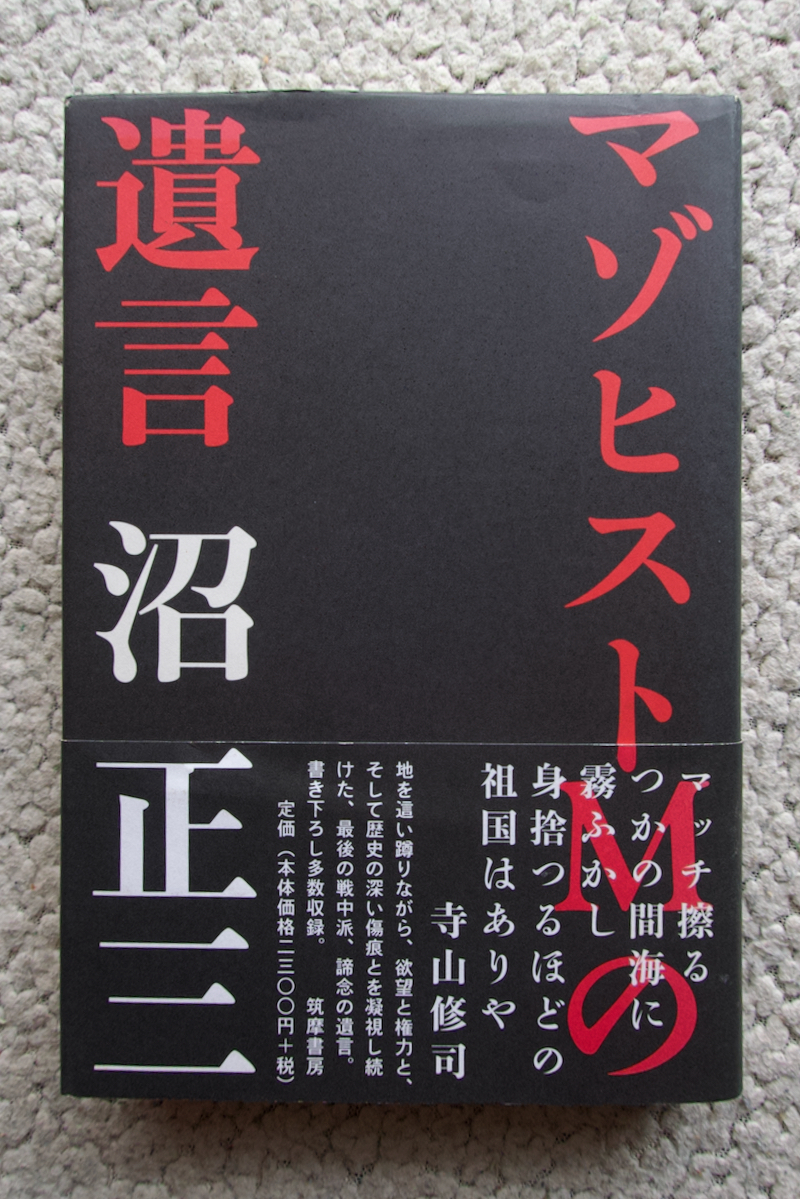 マゾヒストMの
遺言
沼正三
マッチ擦る
つかの間海に
霧ふかし
身捨つるほどの
祖国はありや
寺山修司
地を這い蹲りながら、欲望と権力と、
そして歴史の深い傷痕とを凝視し続
けた、最後の戦中派、諦念の遺言。
書き下ろし多数収録。 筑摩書房
定価(本体価格二三〇〇円+税)